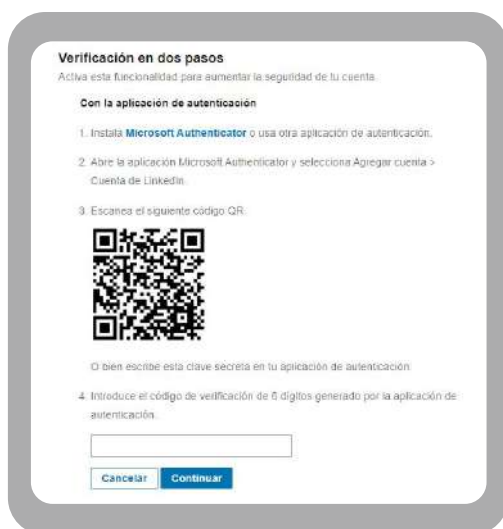 Verificación en dos pasos
Activa esta funcionalidad para aumentar la seguridad de tu cuenta.
Con la aplicación de autenticación
1. Instala Microsoft Authenticator o usa otra aplicación de autenticación.
2. Abre la aplicación Microsoft Authenticator y selecciona Agregar cuenta >
Cuenta de LinkedIn.
3. Escanea el siguiente código QR:
O bien escribe esta clave secreta en tu aplicación de autenticación
4. Introduce el código de verificación de 6 dígitos generado por la aplicación de
autenticación.
Cancelar Continuar